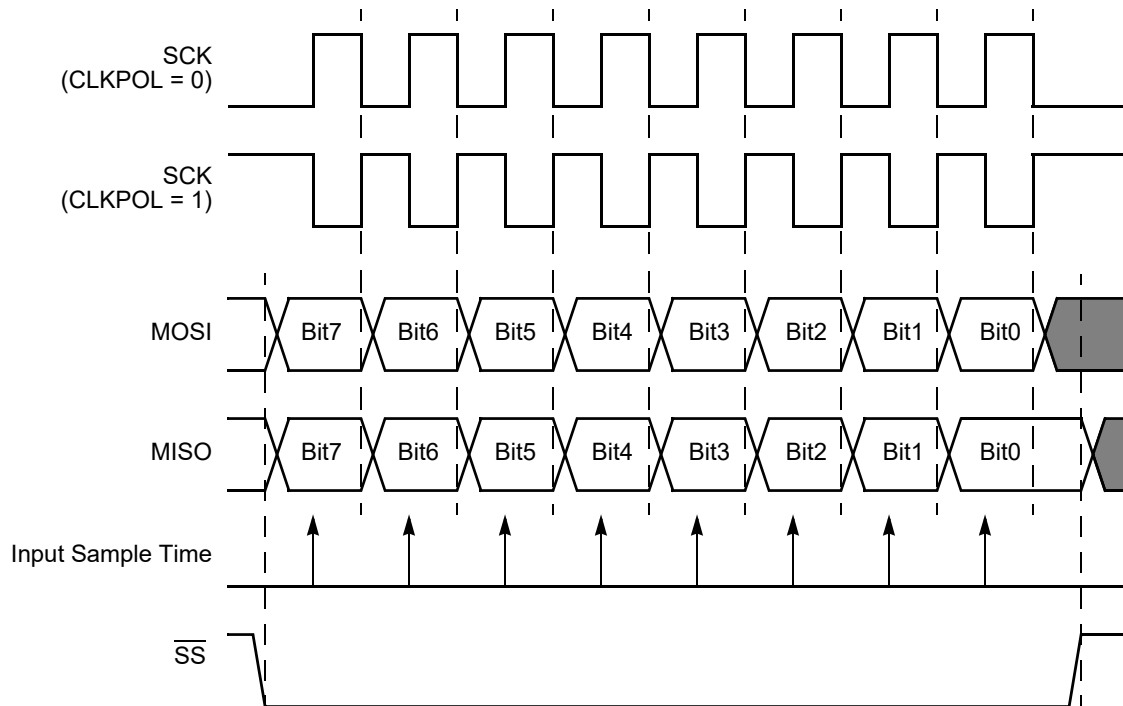 SCK
(CLKPOL = 0)
SCK
(CLKPOL = 1)
MOSI Bit7 Bit6 Bit5 Bit4 Bit3 Bit2 Bit1 Bit0
MISO Bit7 Bit6 Bit5 Bit4 Bit3 Bit2 Bit1 Bit0
Input Sample Time
SS